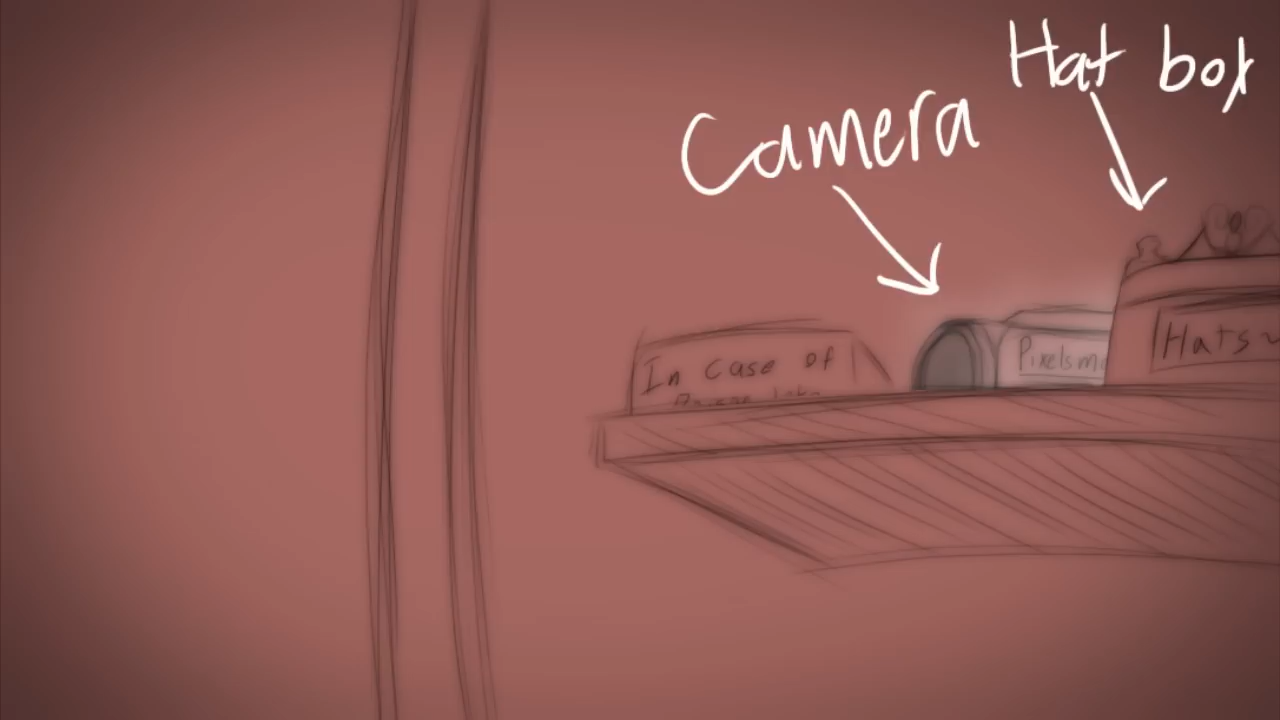 Hat box
Camera
In case of
Pixelsm
Hats